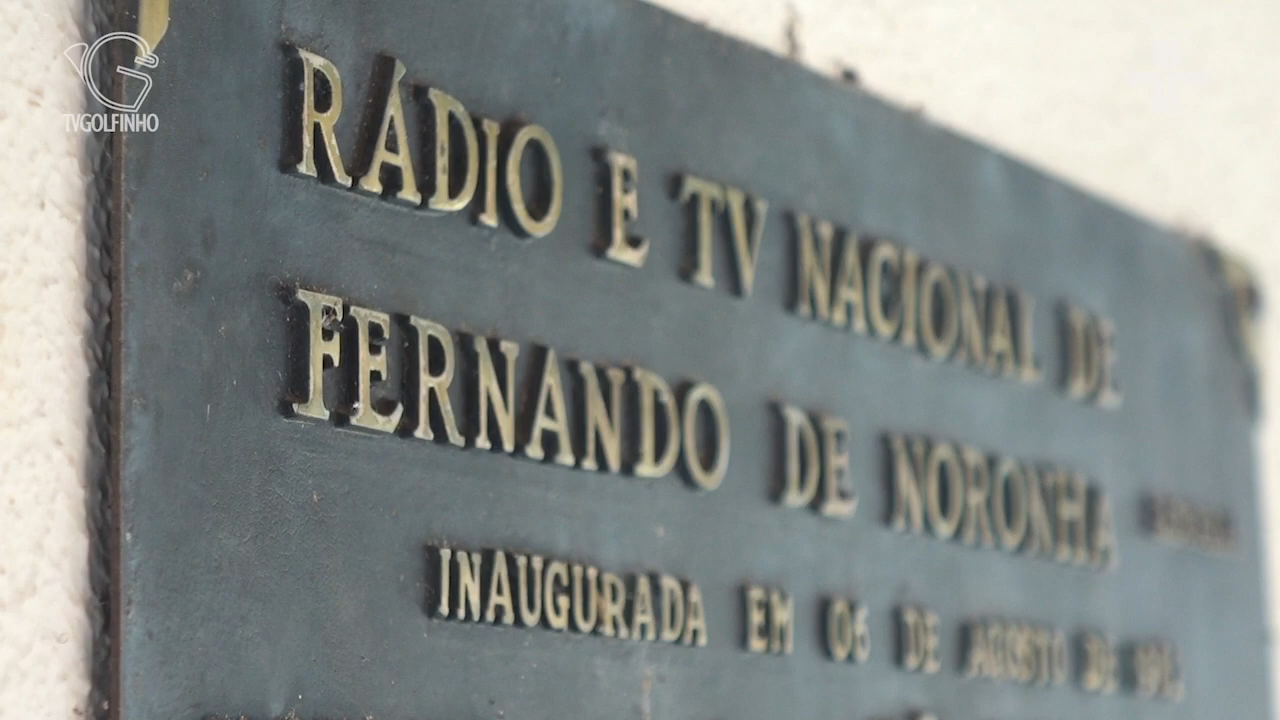 TVGOLFINHO
RÁDIO E TV NACIONAL DE
FERNANDO DE NORONHA
INAUGURADA EM 06 DE AGOSTO DE